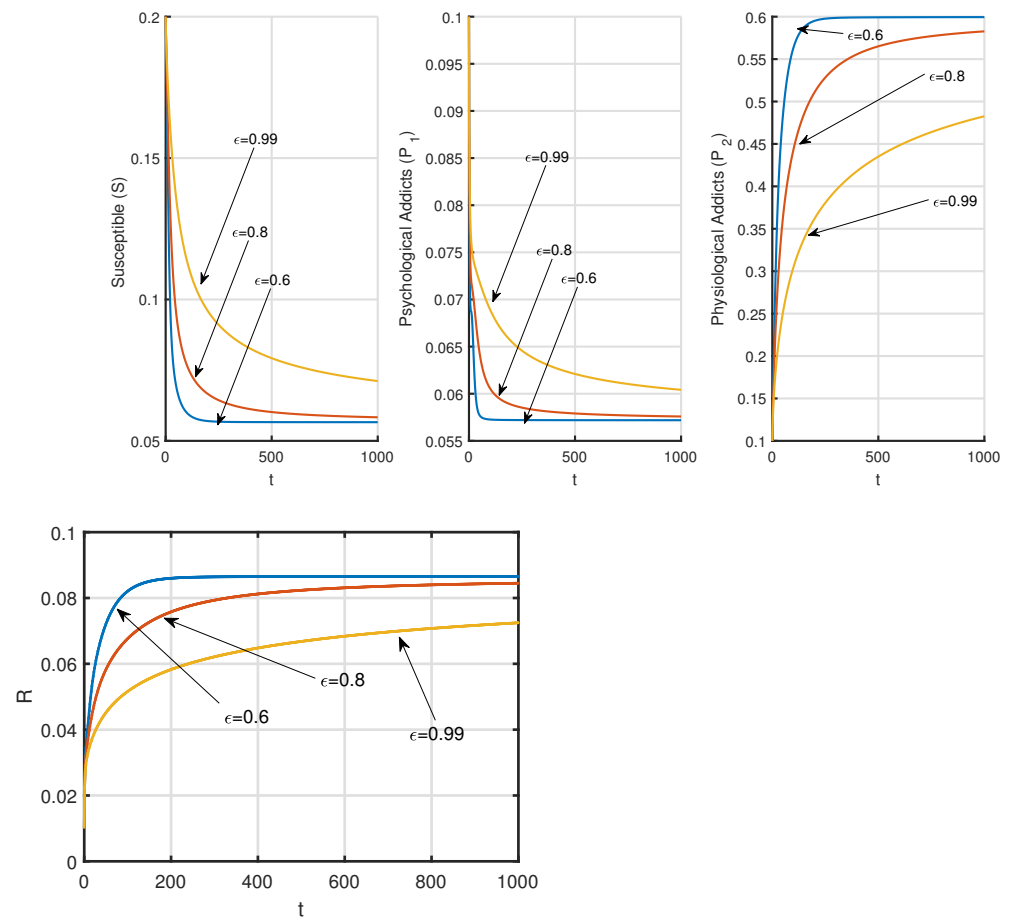 Susceptible (S)
0.2
0.15
0.1
0.05
ϵ=0.99
ϵ=0.8
ϵ=0.6
0
500
1000
t
Psychological Addicts (P 1)
0.1
0.095
0.09
0.085
0.08
0.075
0.07
0.065
0.06
0.055
ϵ=0.99
ϵ=0.8
ϵ=0.6
0
500
1000
t
Physiological Addicts (P 2)
0.6
0.55
0.5
0.45
0.4
0.35
0.3
0.25
0.2
0.15
0.1
ϵ=0.6
ϵ=0.8
ϵ=0.99
0
500
1000
t
R
0.1
0.08
0.06
0.04
0.02
0
ϵ=0.8
ϵ=0.6
ϵ=0.99
0
200
400
600
800
1000
t